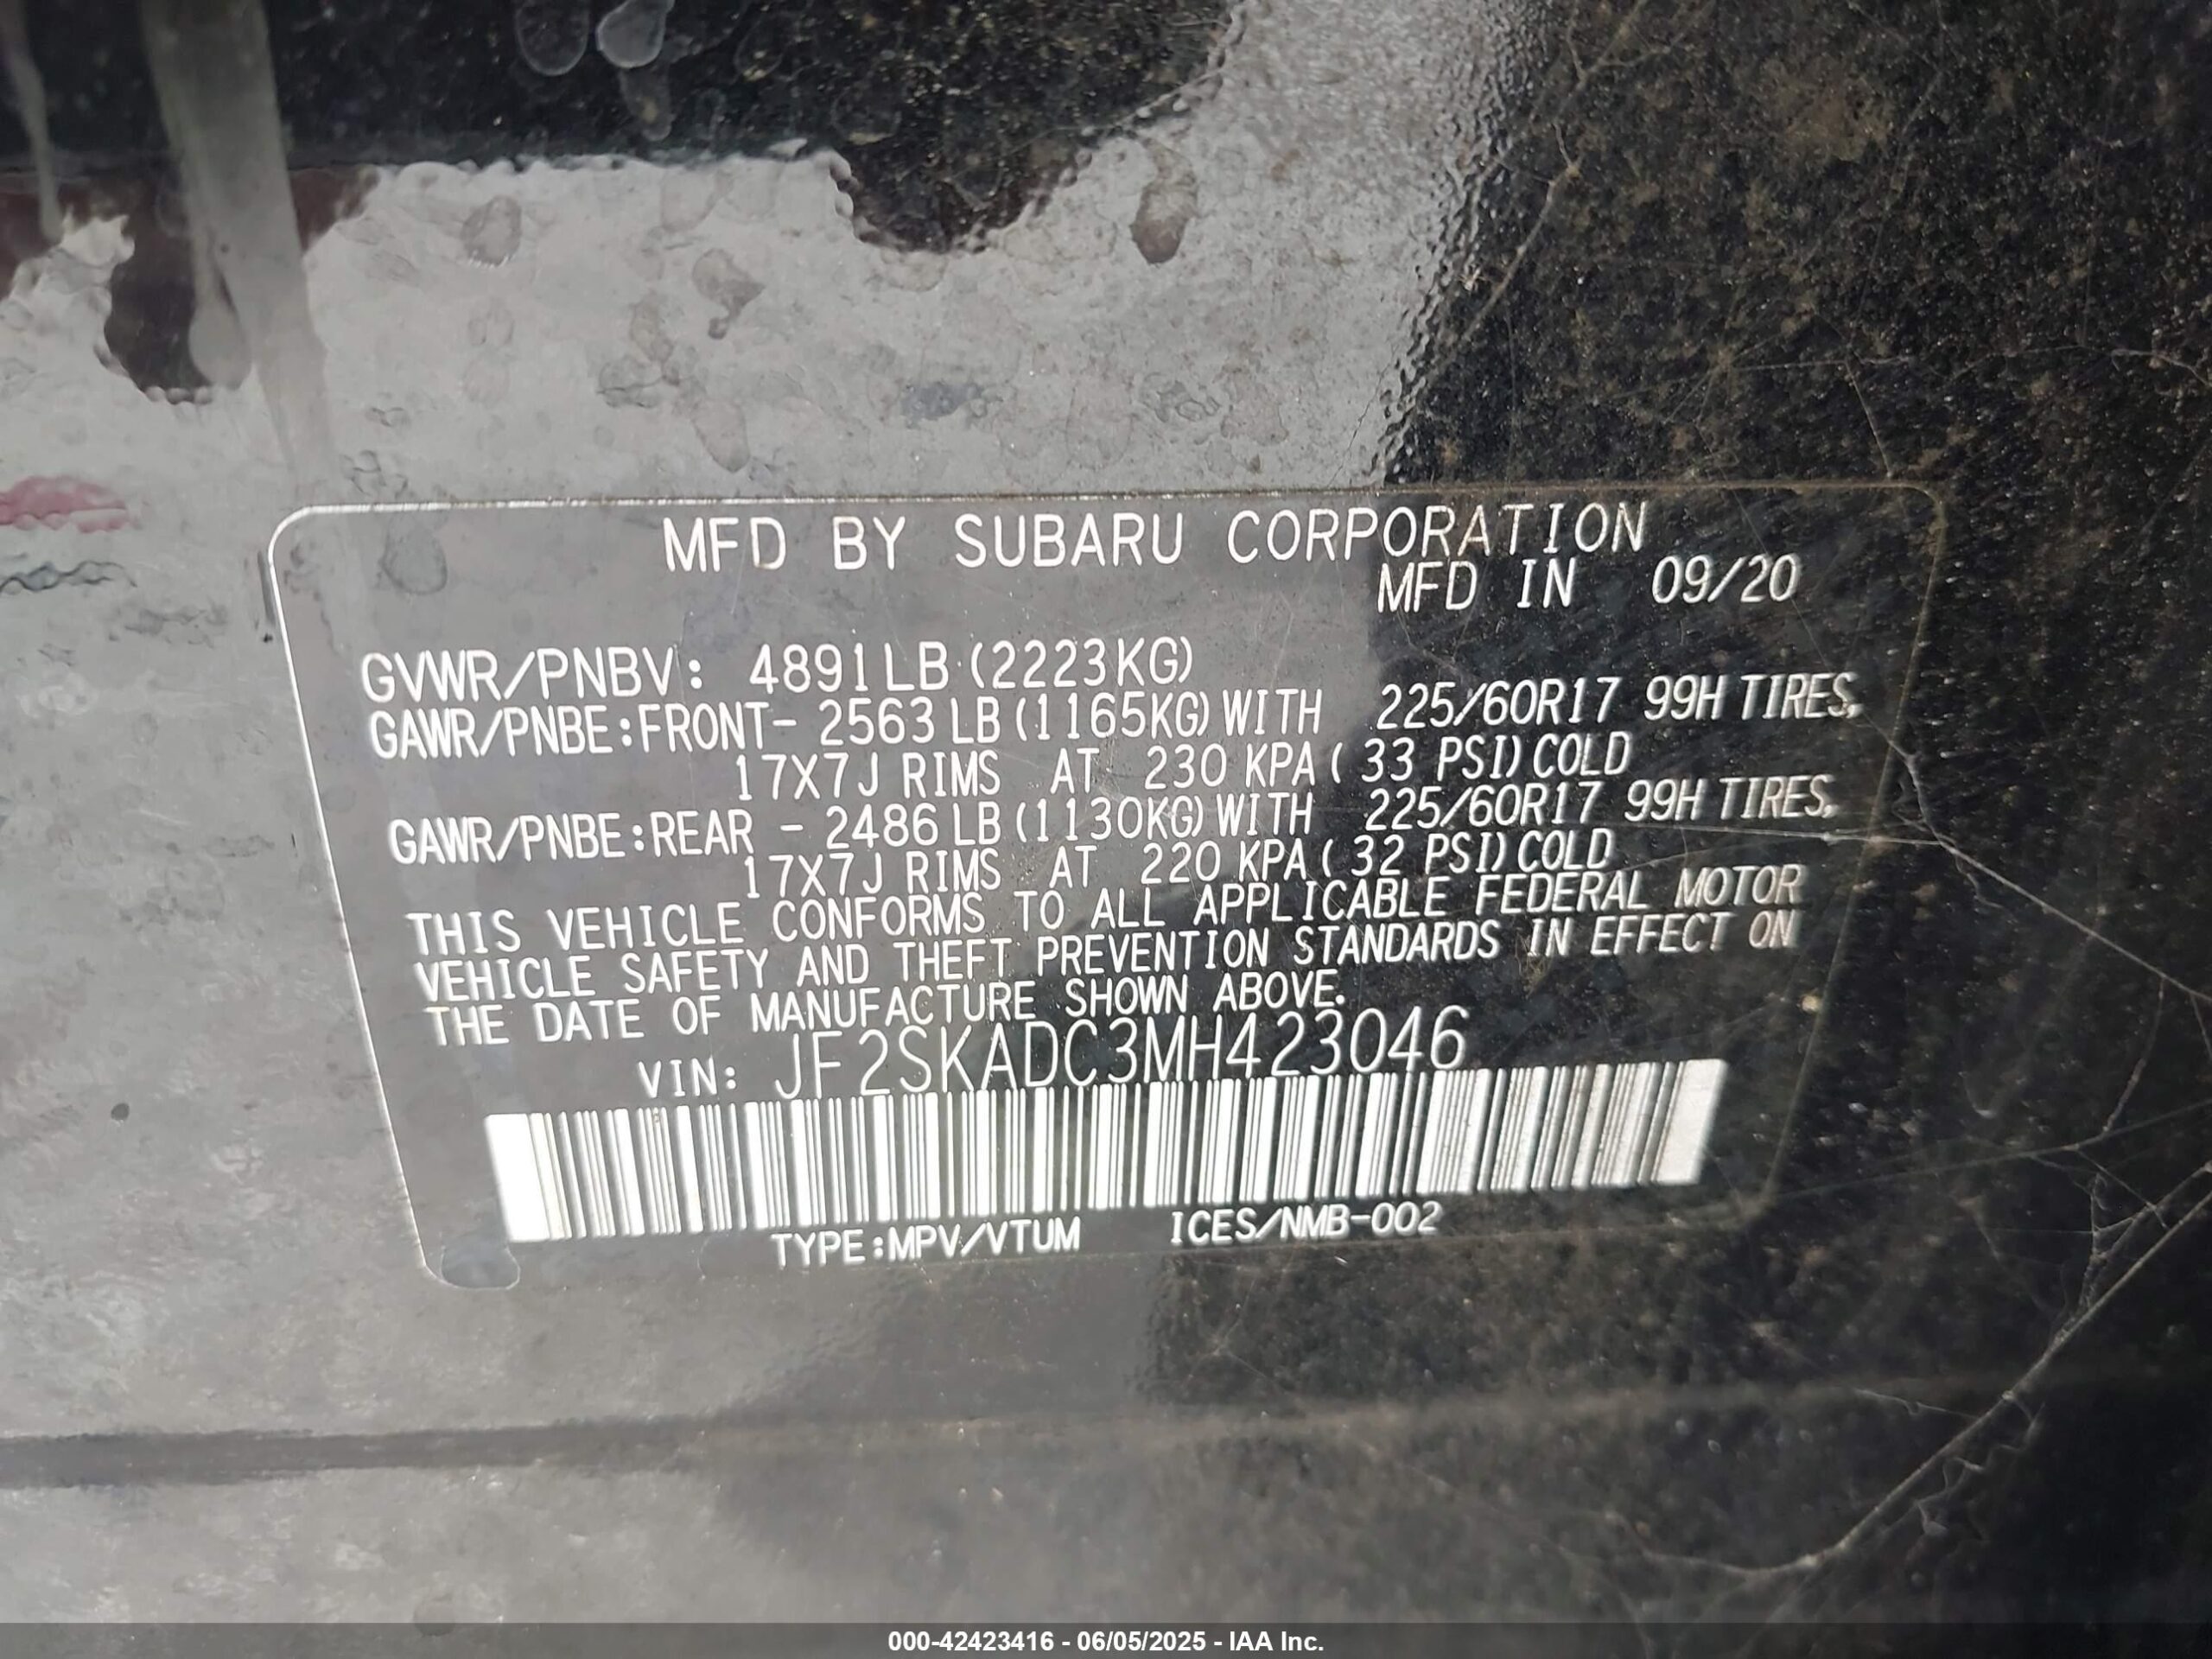 MFD BY SUBARU CORPORATION
MFD IN 09/20
GVWR/PNBV: 4891LB (2223KG)
GAWR/PNBE:FRONT- 2563 LB (1165KG) WITH 225/60R17 99H TIRES,
17X7J RIMS AT 230 KPA ( 33 PSI) COLD
GAWR/PNBE:REAR - 2486 LB (1130KG) WITH 225/60R17 99H TIRES,
17X7J RIMS AT 220 KPA ( 32 PSI) COLD
THIS VEHICLE CONFORMS TO ALL APPLICABLE FEDERAL MOTOR
VEHICLE SAFETY AND THEFT PREVENTION STANDARDS IN EFFECT ON
THE DATE OF MANUFACTURE SHOWN ABOVE.
VIN: JF2SKADC3MH423046
TYPE:MPV/VTUM ICES/NMB-002
000-42423416 - 06/05/2025 - IAA Inc.